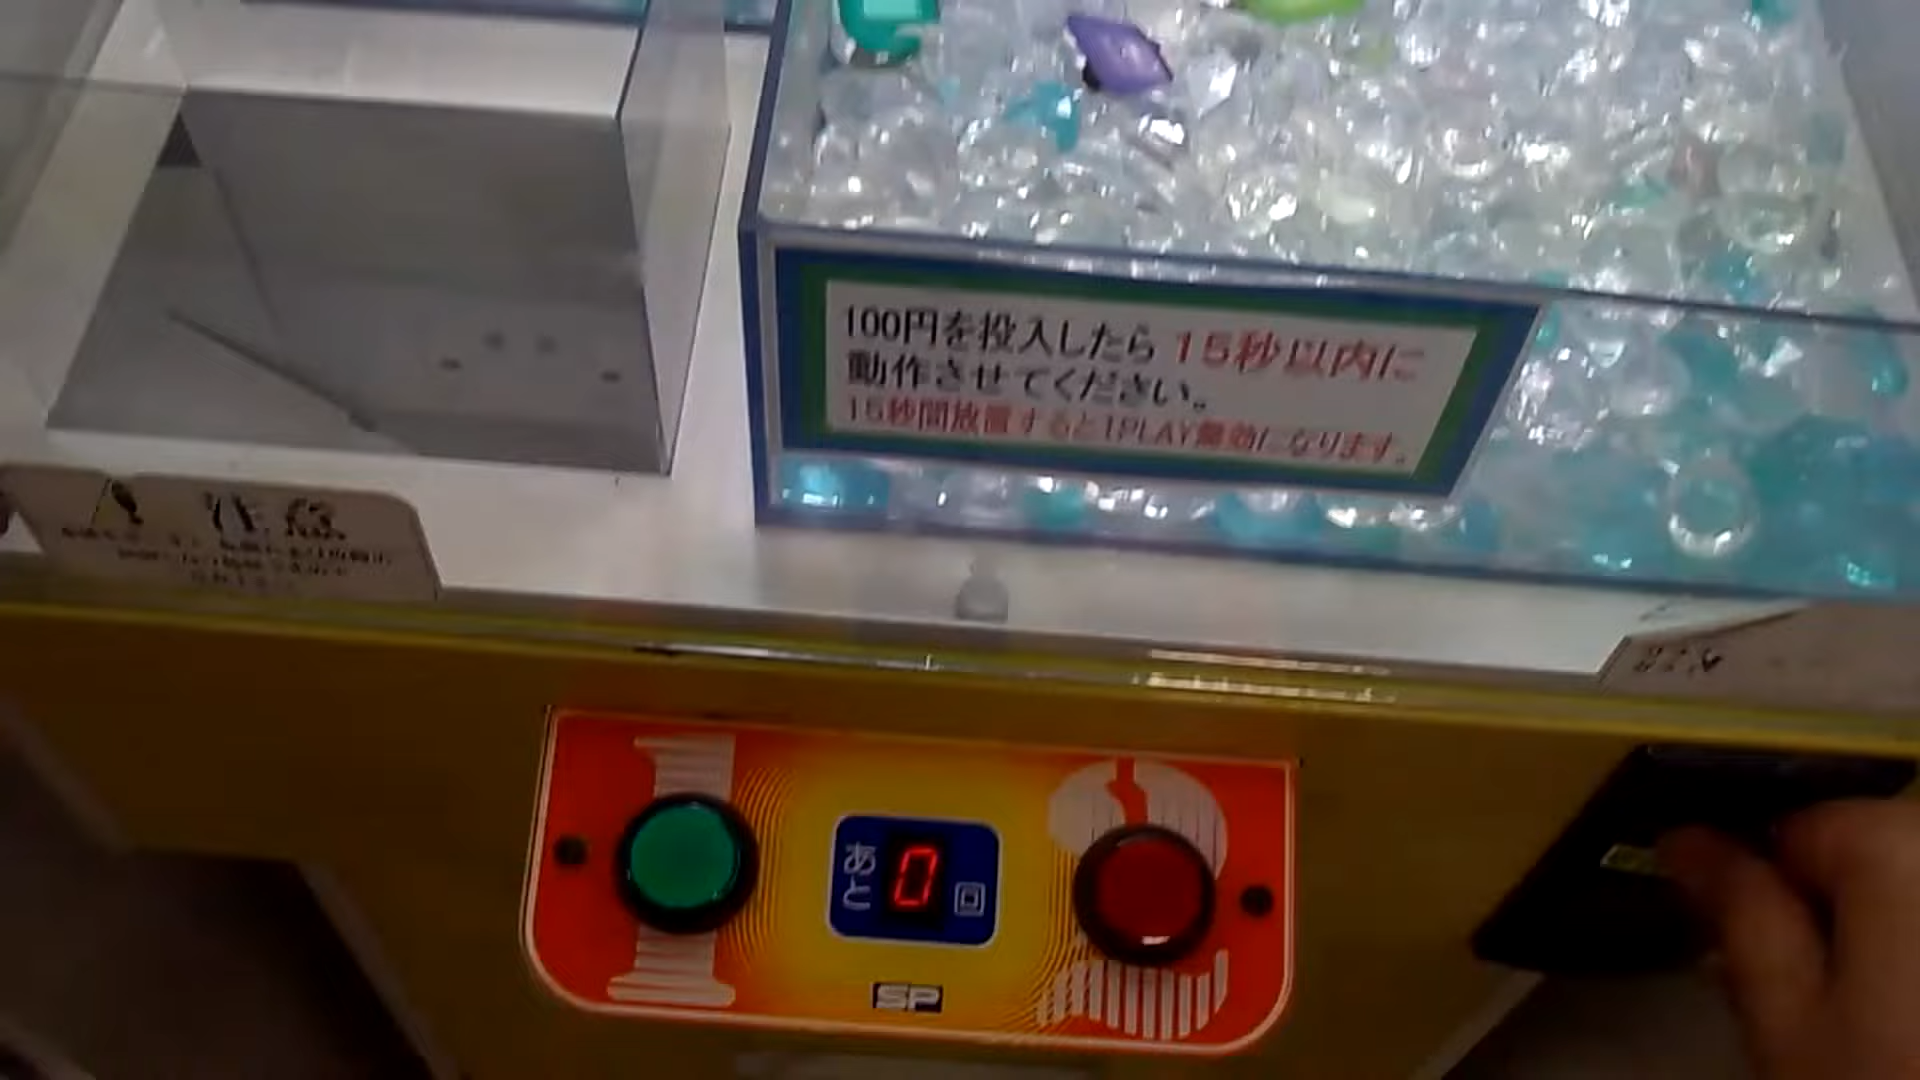 100円を投入したら 15秒以内に
動作させてください。
15秒間放置すると1PLAY無効になります。
注意
あと 0 回
SP